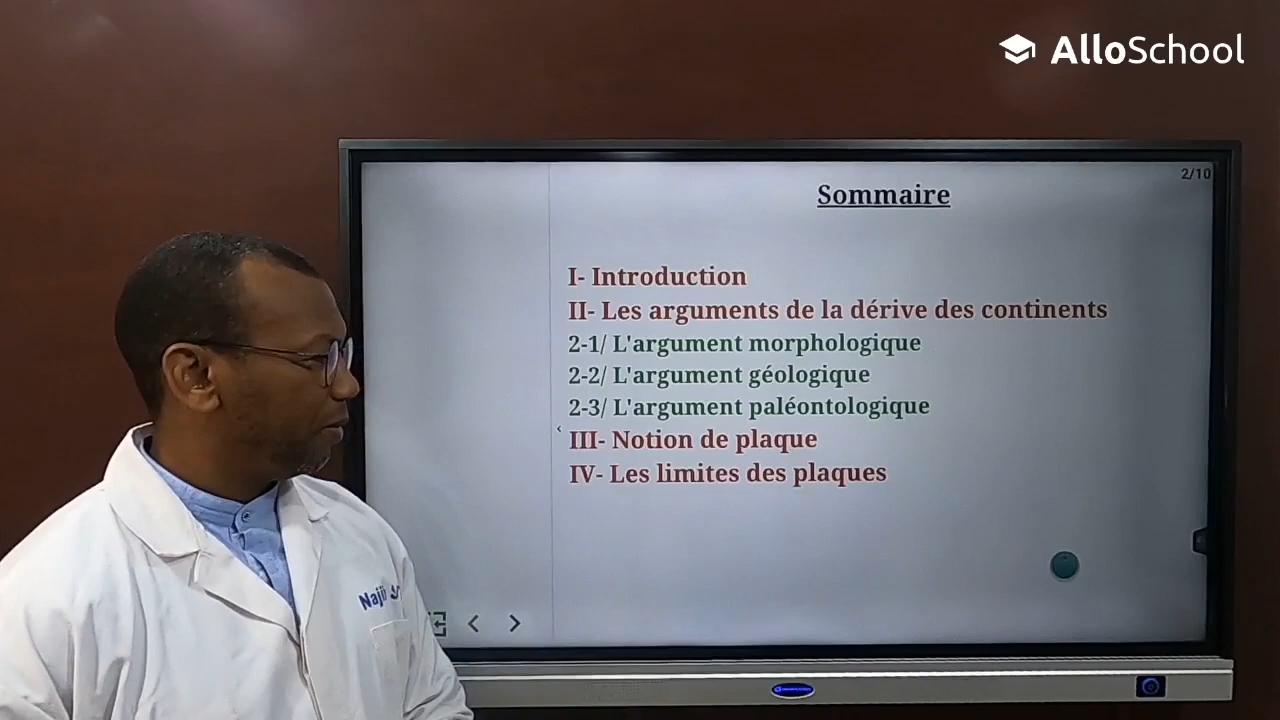 AlloSchool
2/10
Sommaire
I- Introduction
II- Les arguments de la dérive des continents
2-1/ L'argument morphologique
2-2/ L'argument géologique
2-3/ L'argument paléontologique
III- Notion de plaque
IV- Les limites des plaques